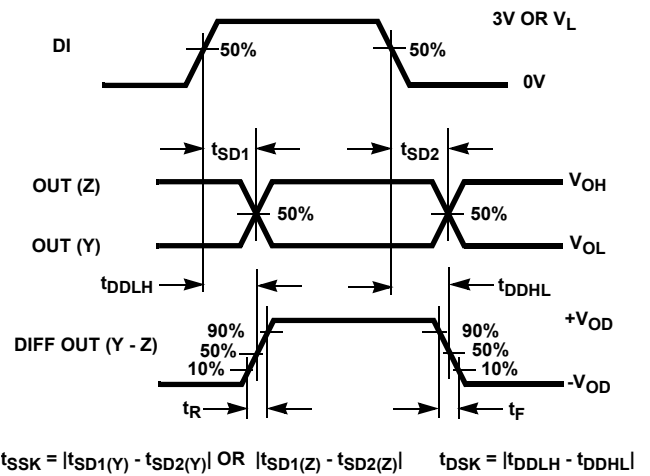 3V OR VL
DI
50%
50%
0V
tSD1
tSD2
OUT (Z)
VOH
50%
50%
OUT (Y)
VOL
tDDLH
tDDHL
+VOD
90%
90%
DIFF OUT (Y - Z)
50%
50%
10%
10%
-VOD
tR
tF
tSSK = |tSD1(Y) - tSD2(Y)| OR |tSD1(Z) - tSD2(Z)|
tDSK = |tDDLH - tDDHL|